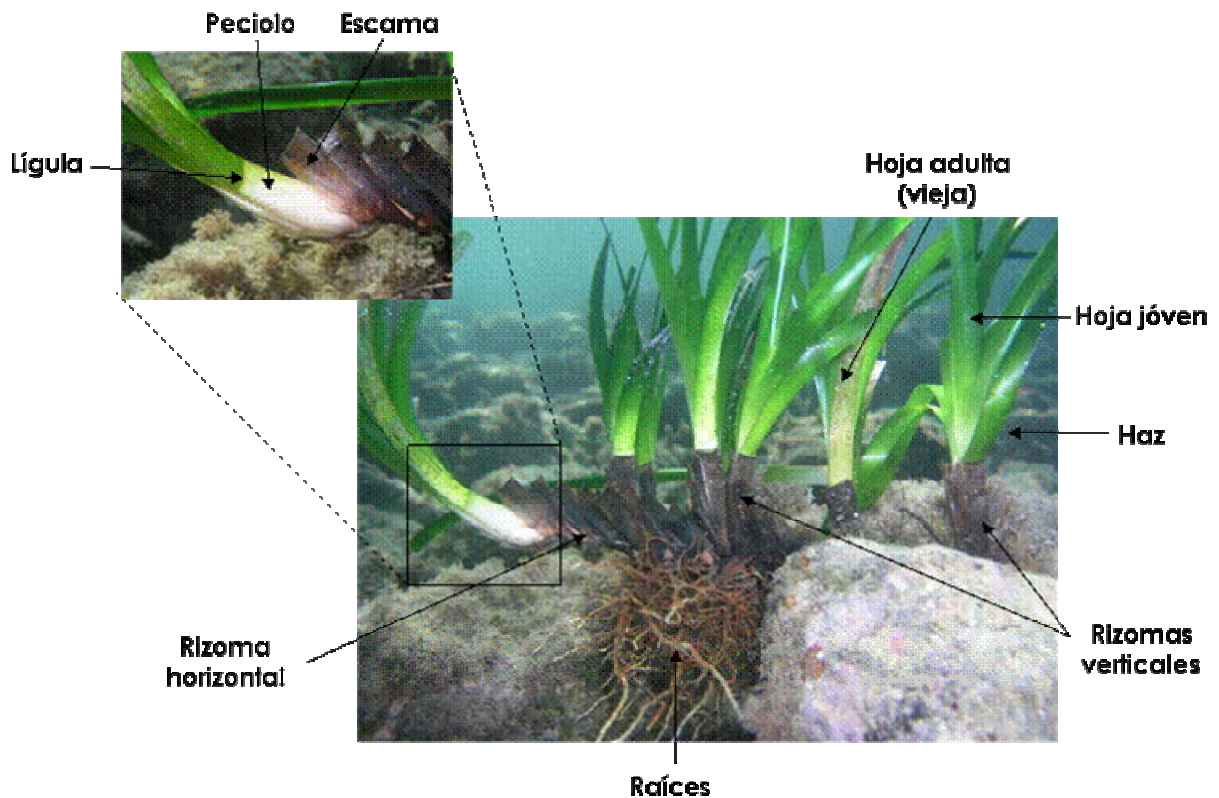 Peciolo
Escama
Lígula
Hoja adulta
(vieja)
Hoja jóven
Haz
Rizoma
horizontal
Rizomas
verticales
Raíces